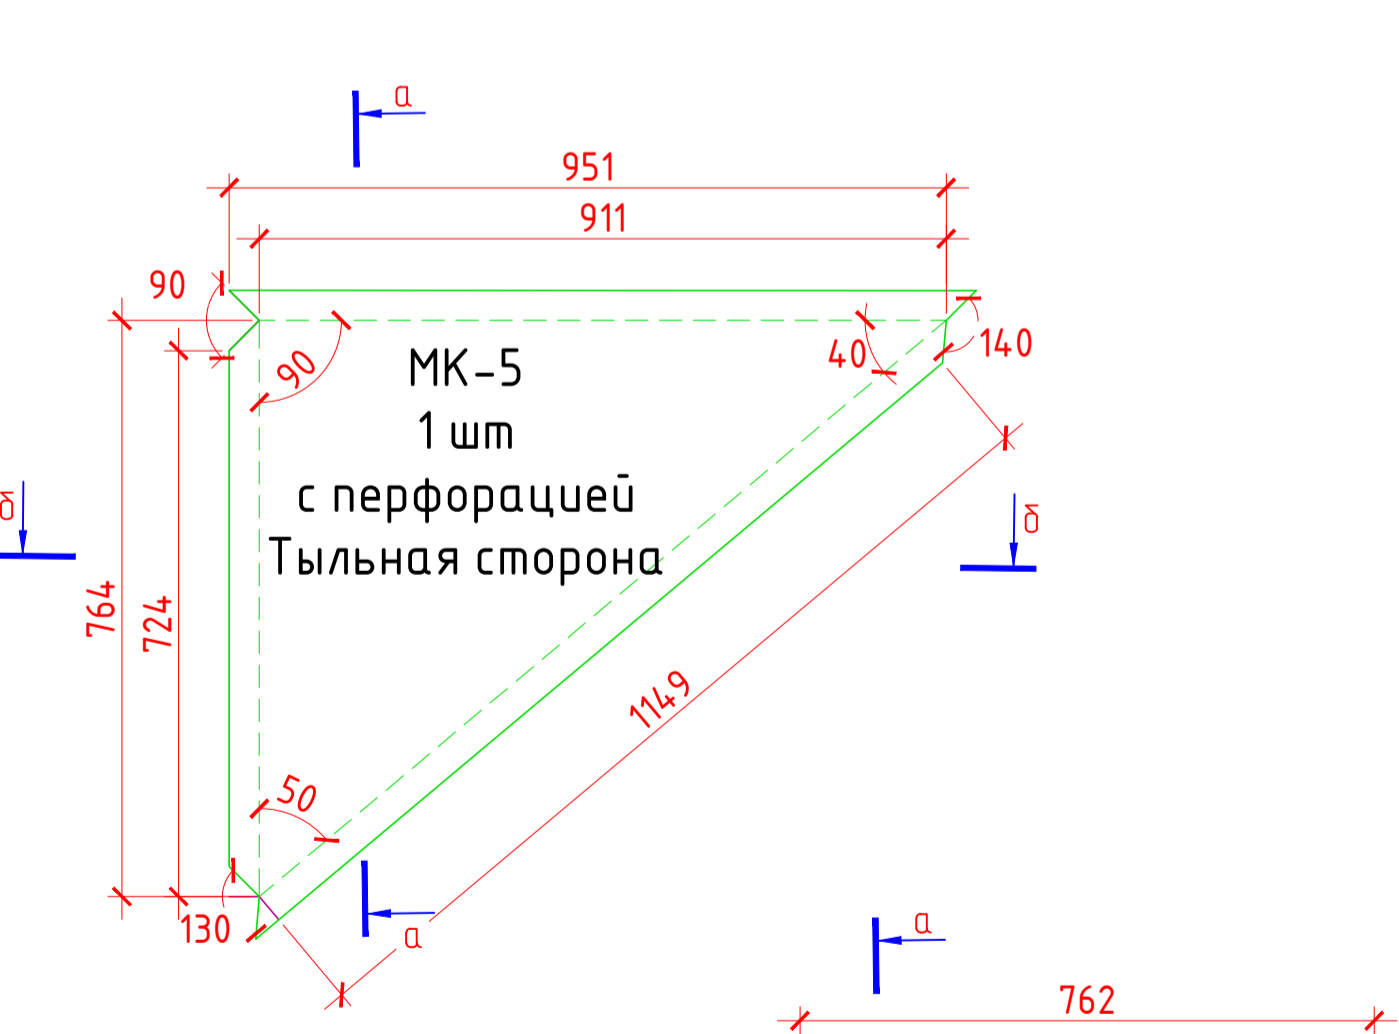 а
951
911
90
90
40
140
МК-5
1 шт
с перфорацией
Тыльная сторона
б
б
764
724
1149
50
130
а
а
762